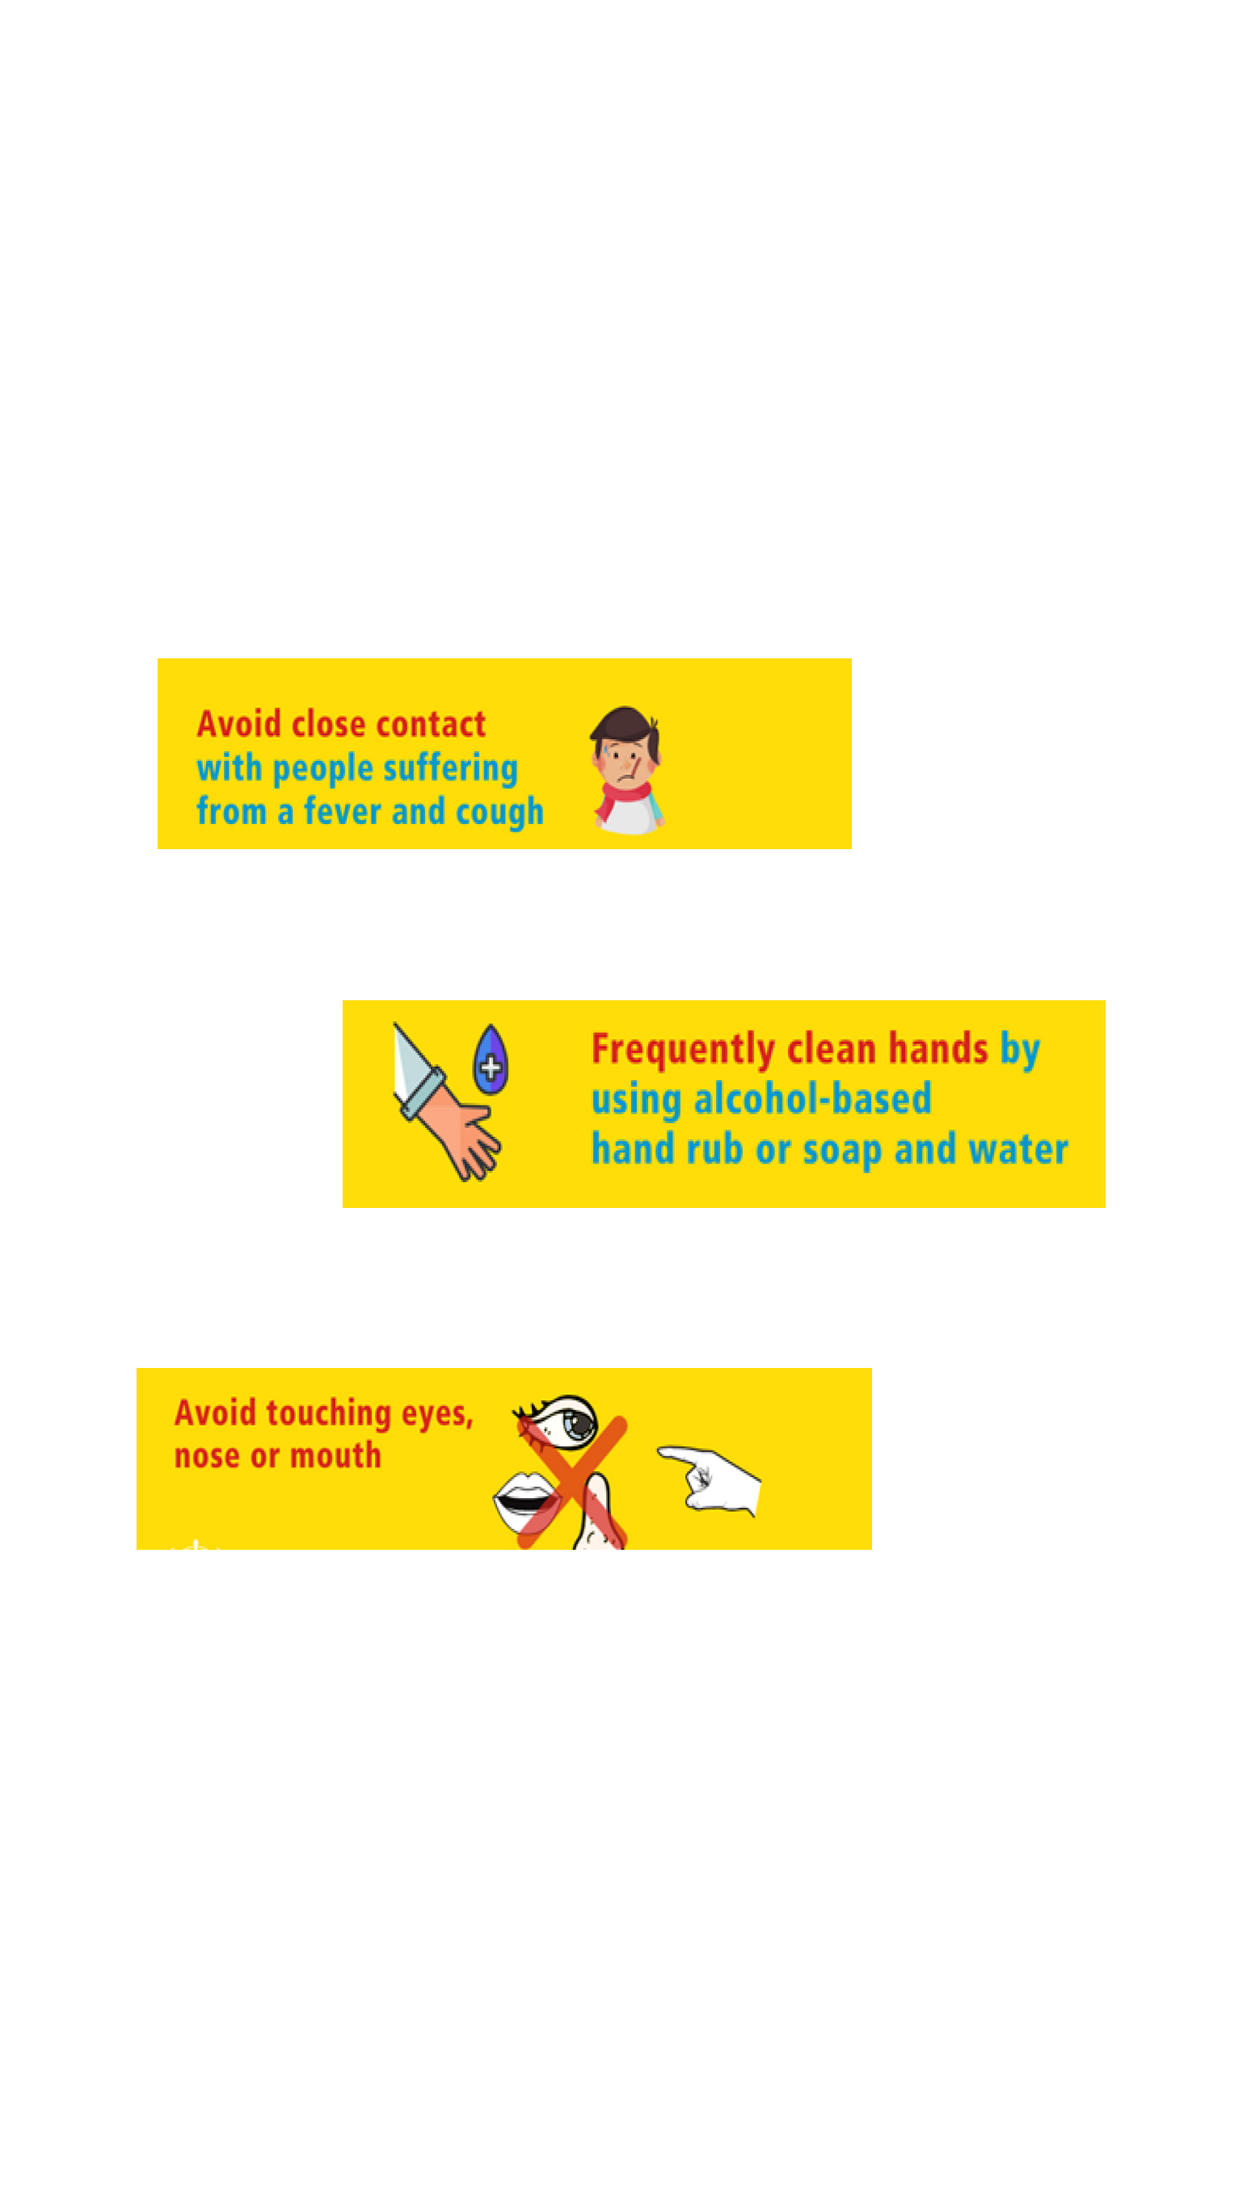 Avoid close contact
with people suffering
from a fever and cough
Frequently clean hands by
using alcohol-based
hand rub or soap and water
Avoid touching eyes,
nose or mouth